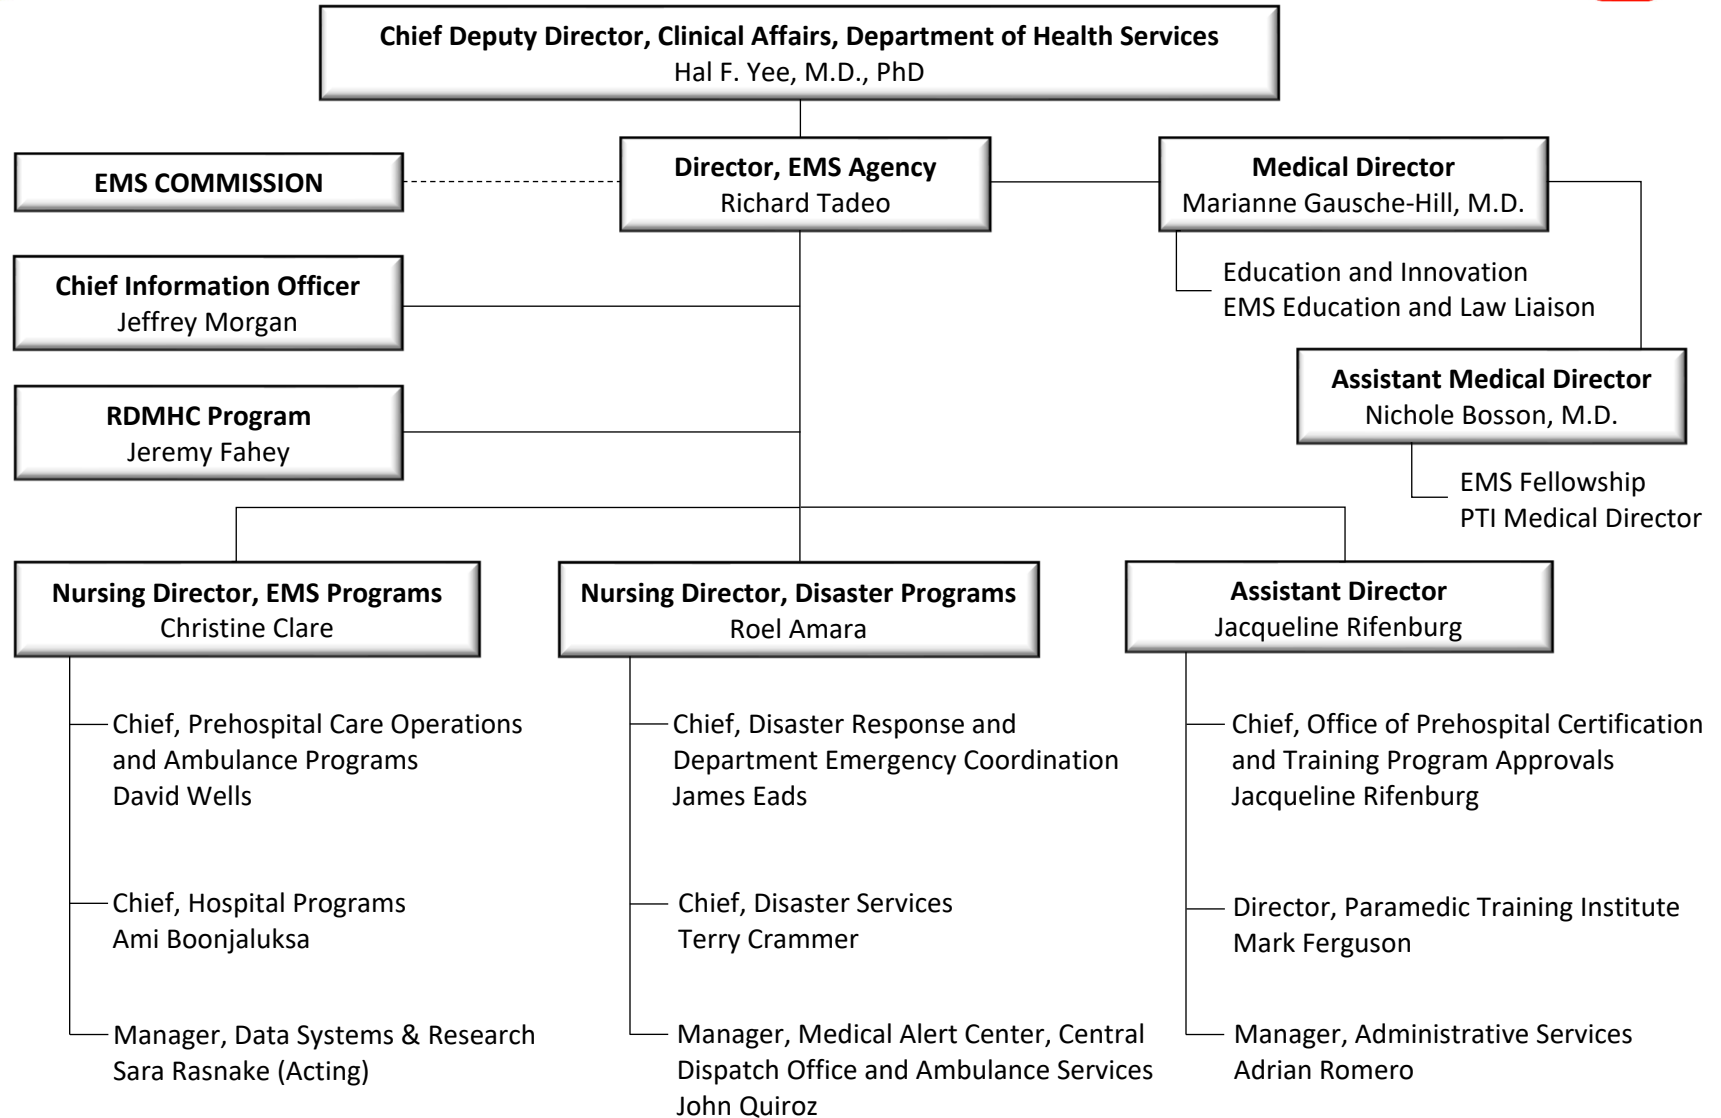 Chief Deputy Director, Clinical Affairs, Department of Health Services
Hal F. Yee, M.D., PhD
EMS COMMISSION
Director, EMS Agency
Richard Tadeo
Medical Director
Marianne Gausche-Hill, M.D.
Education and Innovation
EMS Education and Law Liaison
Chief Information Officer
Jeffrey Morgan
Assistant Medical Director
Nichole Bosson, M.D.
EMS Fellowship
PTI Medical Director
RDMHC Program
Jeremy Fahey
Nursing Director, EMS Programs
Christine Clare
Chief, Prehospital Care Operations
and Ambulance Programs
David Wells
Chief, Hospital Programs
Ami Boonjaluksa
Manager, Data Systems & Research
Sara Rasnake (Acting)
Nursing Director, Disaster Programs
Roel Amara
Chief, Disaster Response and
Department Emergency Coordination
James Eads
Chief, Disaster Services
Terry Crammer
Manager, Medical Alert Center, Central
Dispatch Office and Ambulance Services
John Quiroz
Assistant Director
Jacqueline Rifenburg
Chief, Office of Prehospital Certification
and Training Program Approvals
Jacqueline Rifenburg
Director, Paramedic Training Institute
Mark Ferguson
Manager, Administrative Services
Adrian Romero